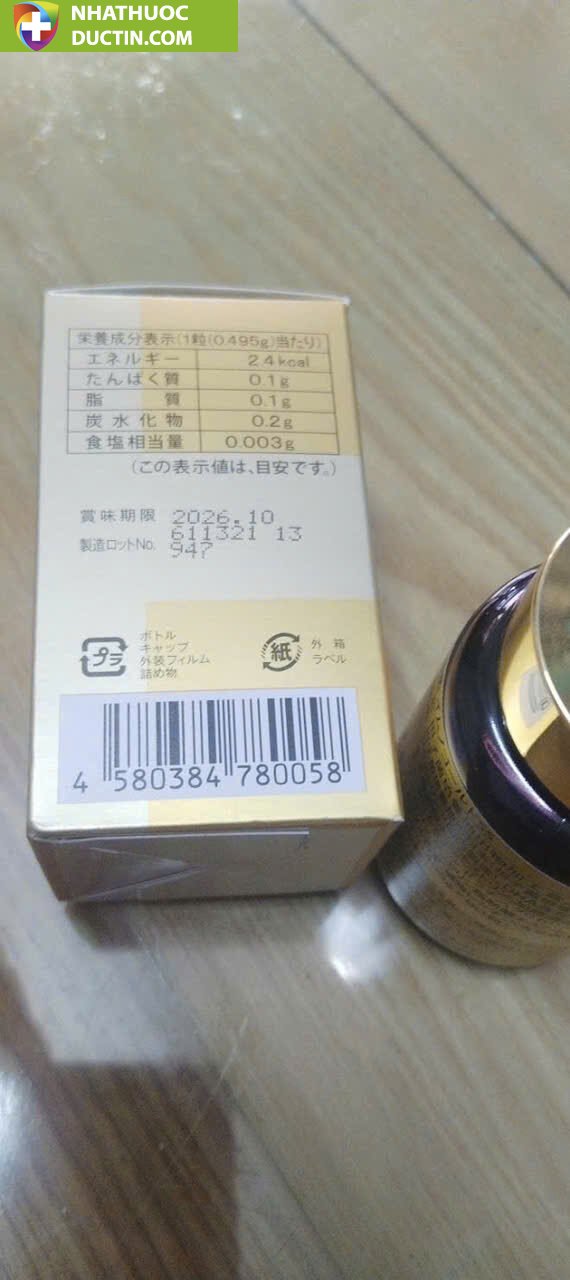 NHATHUOC
DUCTIN.COM
栄養成分表示(1粒(0.495g)当たり)
エネルギー 2.4kcal
たんぱく質 0.1g
脂 質 0.1g
炭水化物 0.2g
食塩相当量 0.003g
(この表示値は、目安です。)
賞味期限 2026.10
製造ロットNo. 611321 13
947
プラ
ボトル
キャップ
外装フィルム
詰め物
紙
外 箱
ラベル
4 580384 780058